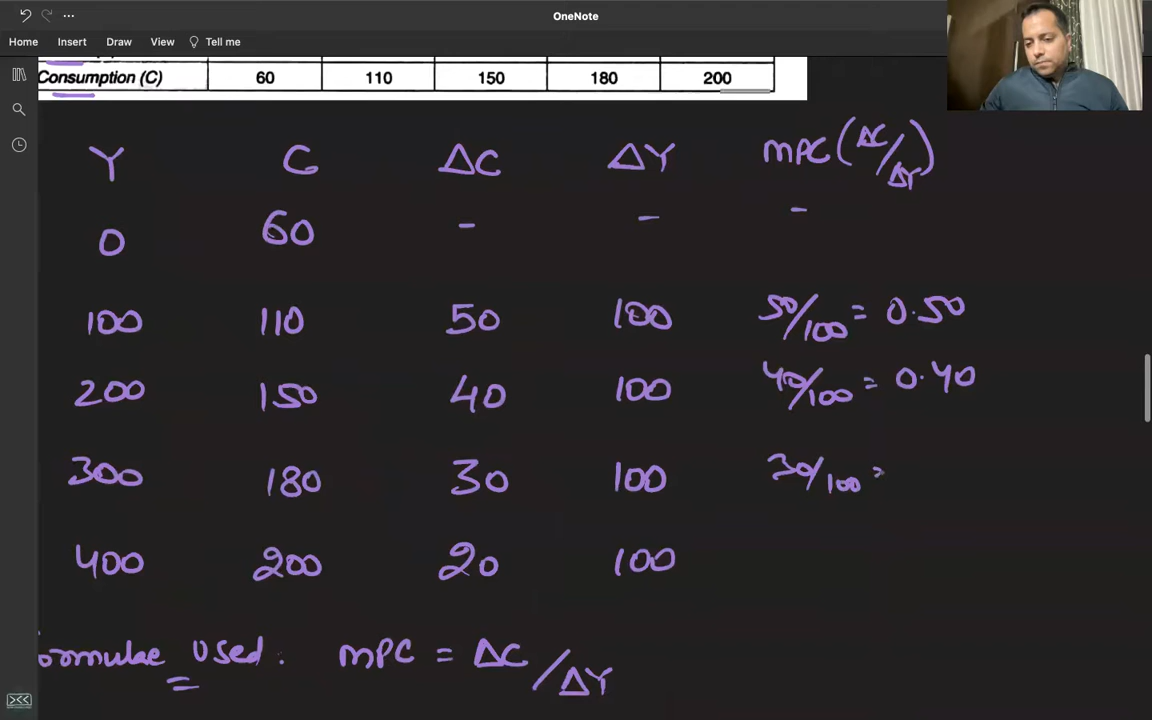 OneNote
Home Insert Draw View Tell me
Consumption (C) 60 110 150 180 200
Y C ΔC ΔY MPC (ΔC/ΔY)
0 60 - - -
100 110 50 100 50/100 = 0.50
200 150 40 100 40/100 = 0.40
300 180 30 100 30/100 =
400 200 20 100
ormulae used: MPC = ΔC/ΔY